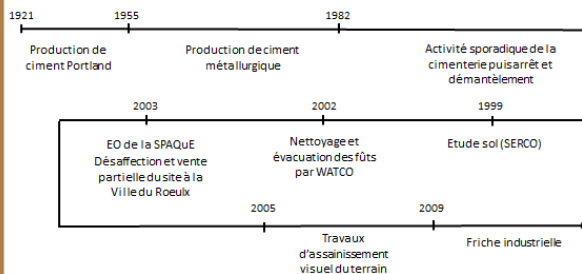 1921
1955
1982
Production de
ciment Portland
Production de ciment
métallurgique
Activité sporadique de la
cimenterie puis arrêt et
démantèlement
2003
2002
1999
EO de la SPAQuE
Désaffection et vente
partielle du site à la
Ville du Roeulx
Nettoyage et
évacuation des fûts
par WATCO
Etude sol (SERCO)
2005
2009
Travaux
d'assainissement
visuel du terrain
Friche industrielle